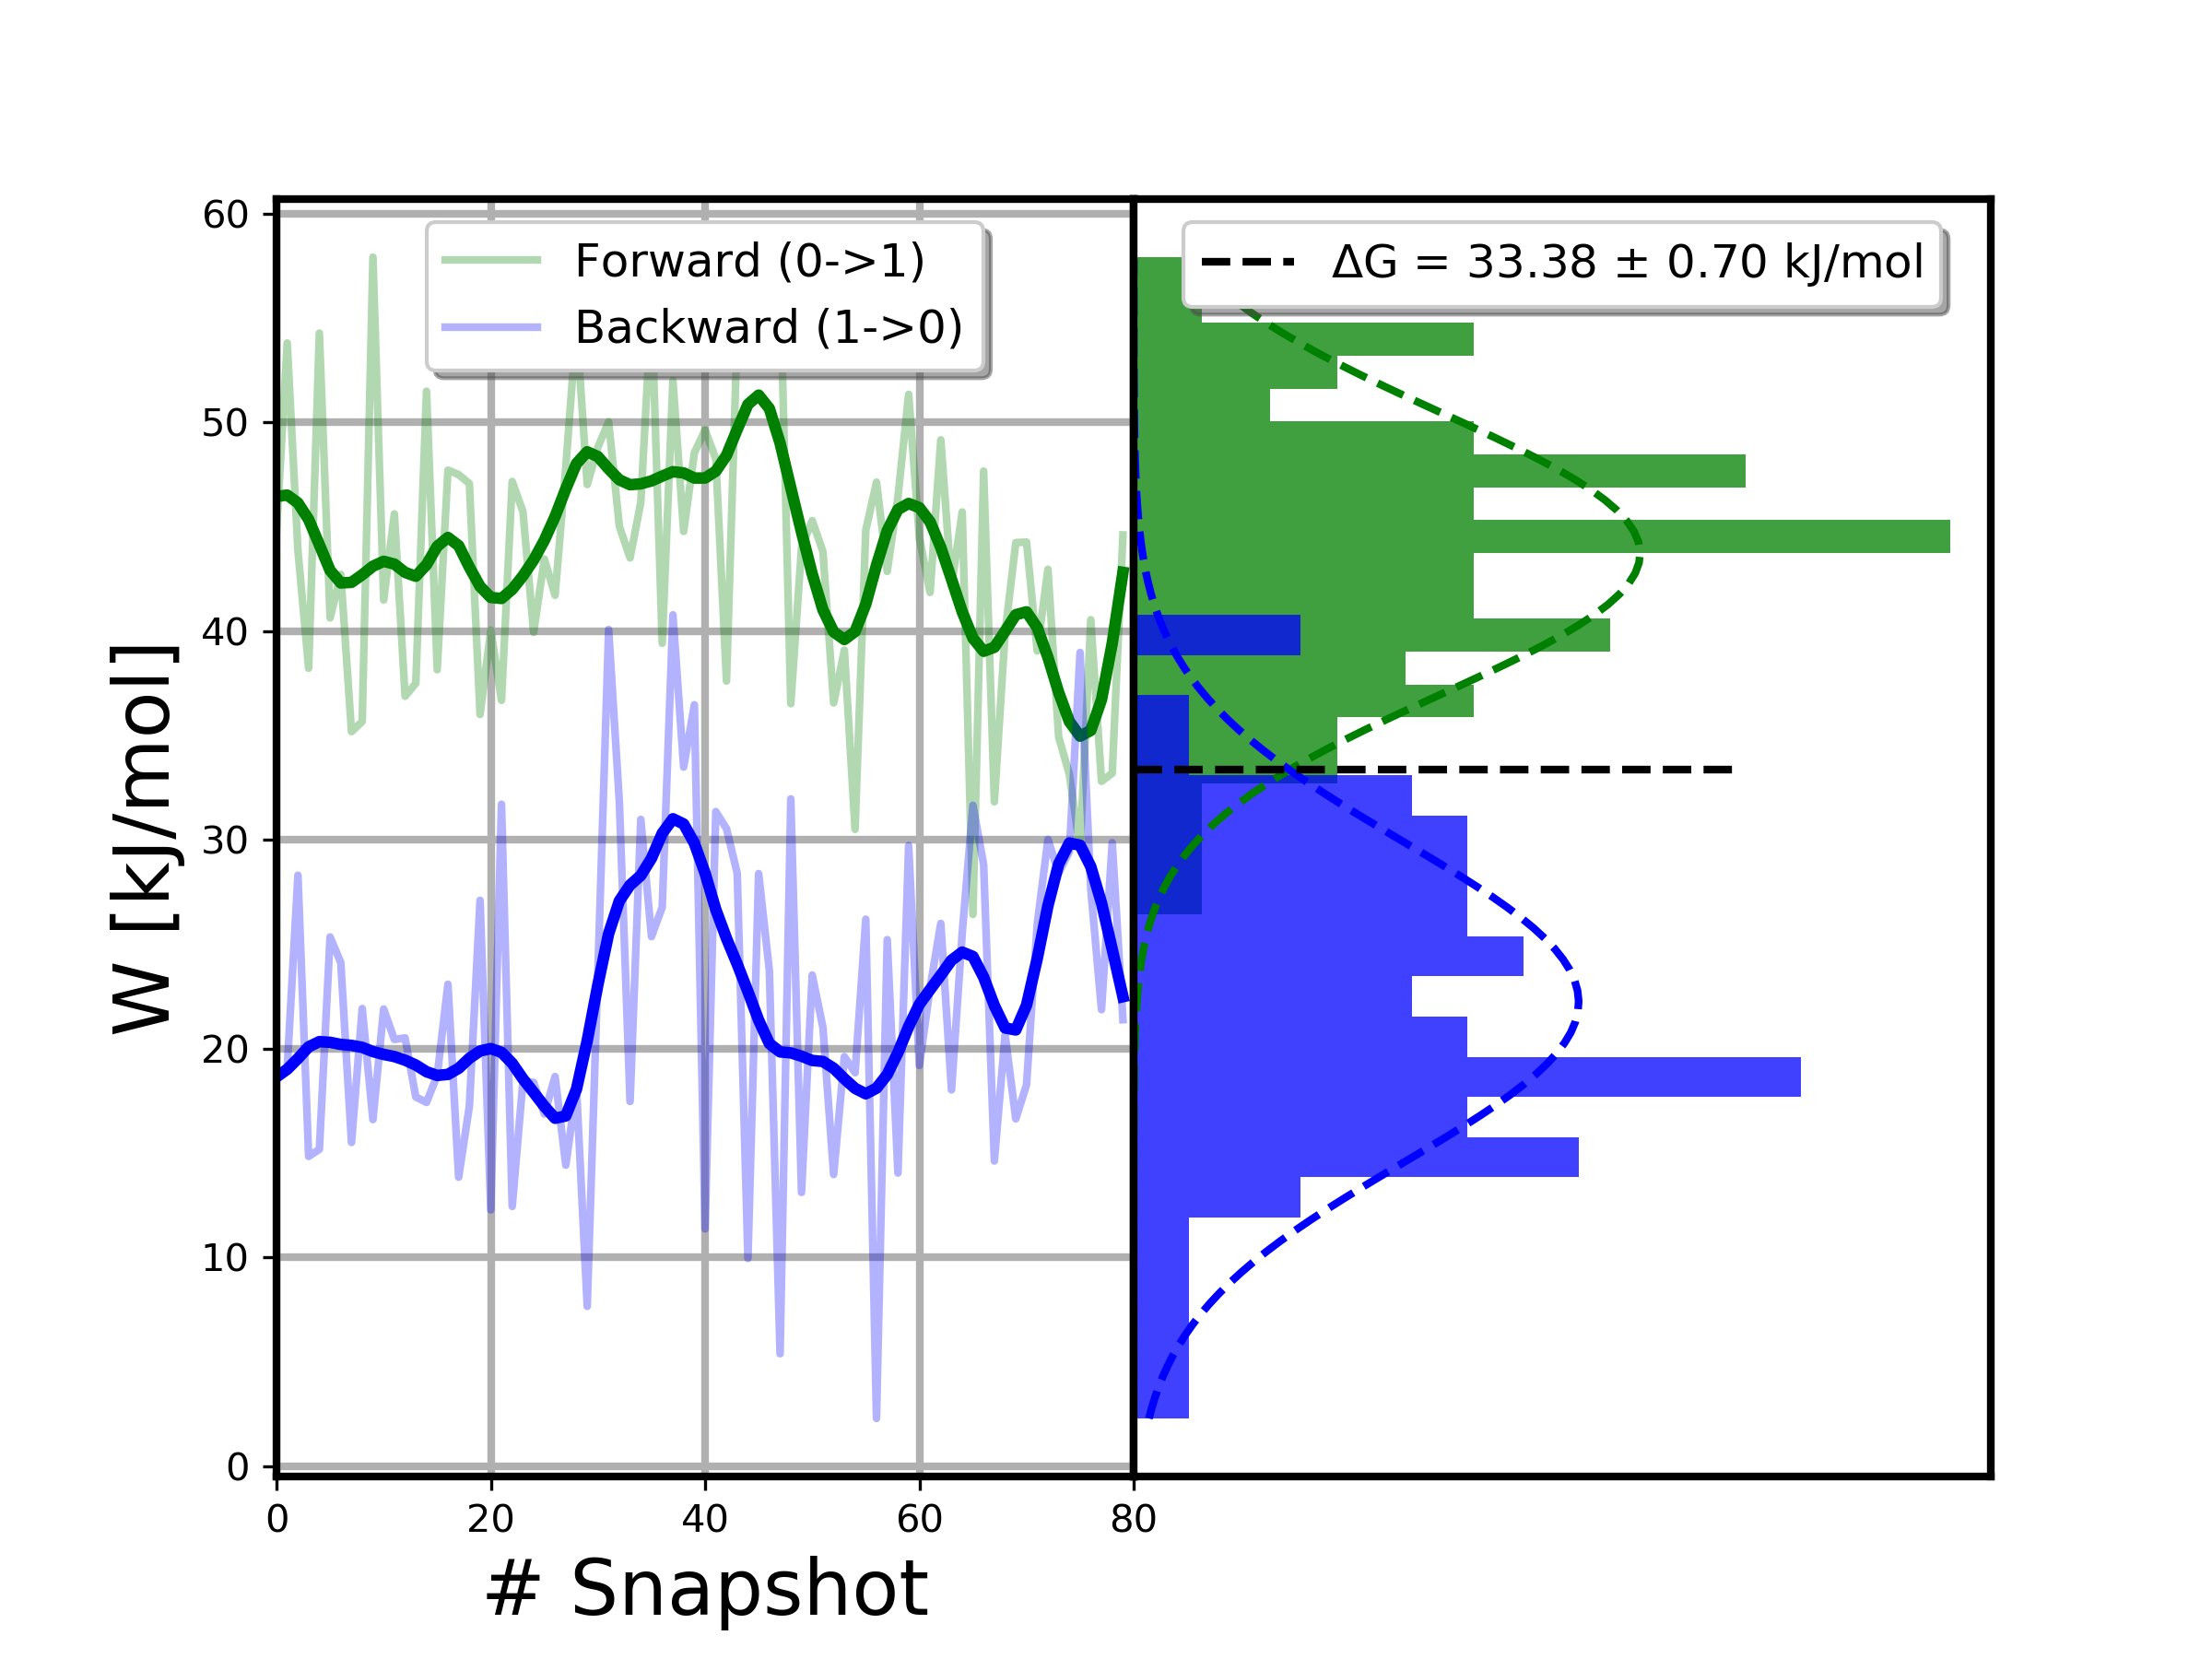 Forward (0->1)
Backward (1->0)
ΔG = 33.38 ± 0.70 kJ/mol
60
50
40
30
20
10
0
W [kJ/mol]
0 20 40 60 80
# Snapshot